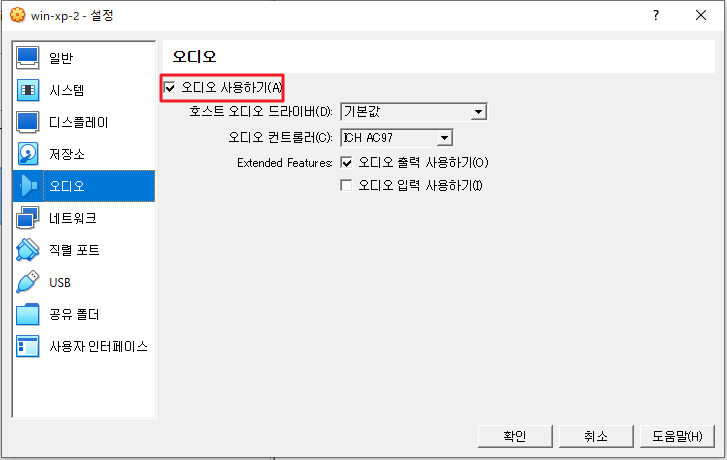 win-xp-2 - 설정
?
일반
시스템
디스플레이
저장소
오디오
네트워크
직렬 포트
USB
공유 폴더
사용자 인터페이스
오디오
오디오 사용하기(A)
호스트 오디오 드라이버(D): 기본값
오디오 컨트롤러(C): ICH AC97
Extended Features: 오디오 출력 사용하기(O)
오디오 입력 사용하기(I)
확인 취소 도움말(H)